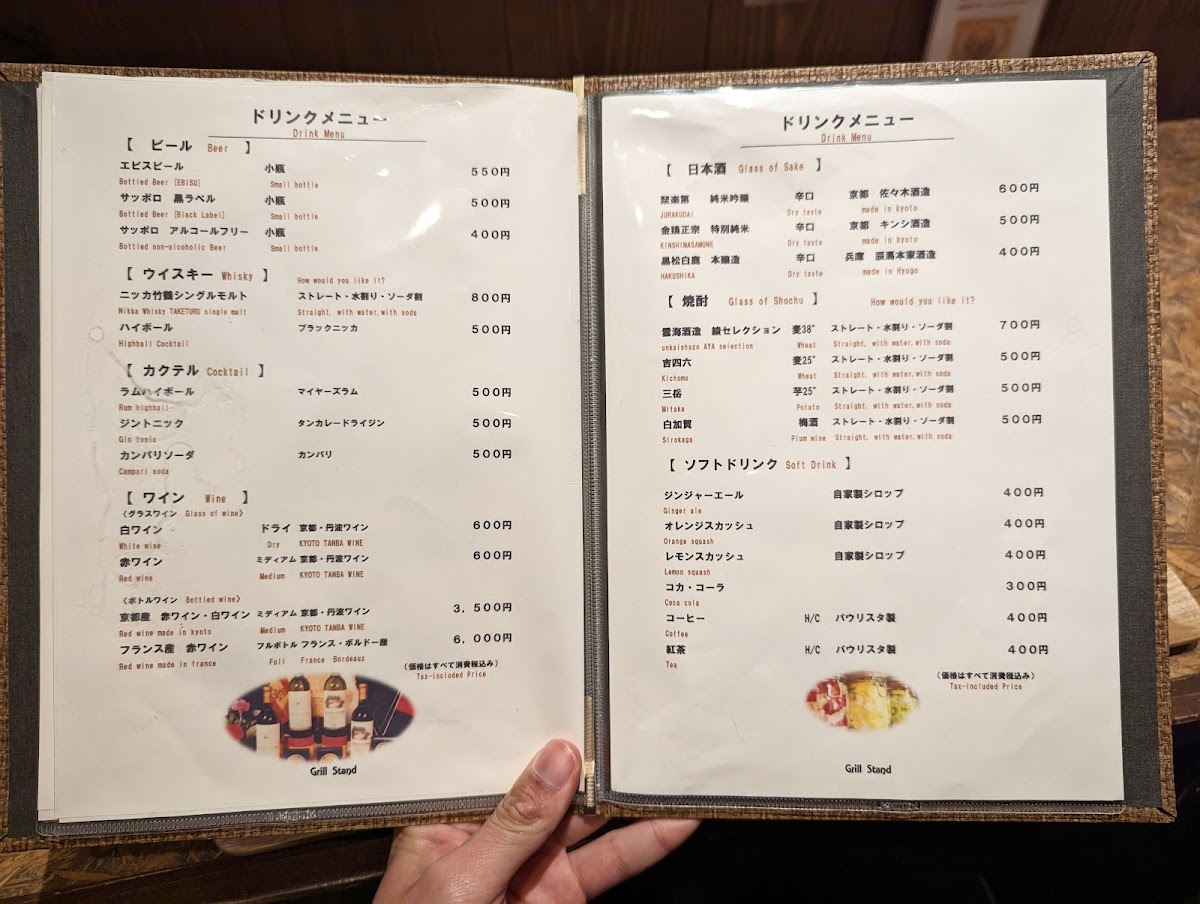 ドリンクメニュー
Drink Menu
【 ビール Beer 】
エビスビール 小瓶 550円
Bottled Beer [EBISU] Small bottle
サッポロ 黒ラベル 小瓶 500円
Bottled Beer [Black Label] Small bottle
サッポロ アルコールフリー 小瓶 400円
Bottled non-alcoholic Beer Small bottle
【 ウイスキー Whisky 】 How would you like it?
ニッカ竹鶴シングルモルト ストレート・水割り・ソーダ割 800円
Nikka Whisky TAKETURU single malt Straight, with water, with soda
ハイボール ブラックニッカ 500円
Highball Cocktail
【 カクテル Cocktail 】
ラムハイボール マイヤーズラム 500円
Rum highball
ジントニック タンカレードライジン 500円
Gin tonic
カンパリソーダ カンパリ 500円
Campari soda
【 ワイン Wine 】
〈グラスワイン Glass of wine〉
白ワイン ドライ 京都・丹波ワイン 600円
White wine Dry KYOTO TANBA WINE
赤ワイン ミディアム 京都・丹波ワイン 600円
Red wine Medium KYOTO TANBA WINE
〈ボトルワイン Bottled wine〉
京都産 赤ワイン・白ワイン ミディアム 京都・丹波ワイン 3,500円
Red wine made in kyoto Medium KYOTO TANBA WINE
フランス産 赤ワイン フルボトル フランス・ボルドー産 6,000円
Red wine made in france Full France Bordeaux
(価格はすべて消費税込み)
Tax-included Price
Grill Stand
ドリンクメニュー
Drink Menu
【 日本酒 Glass of Sake 】
聚楽第 純米吟醸 辛口 京都 佐々木酒造 600円
JURAKUDAI Dry taste made in kyoto
金鵄正宗 特別純米 辛口 京都 キンシ酒造 500円
KINSHIMASAMUNE Dry taste made in kyoto
黒松白鹿 本醸造 辛口 兵庫 辰馬本家酒造 400円
HAKUSHIKA Dry taste made in Hyogo
【 焼酎 Glass of Shochu 】 How would you like it?
雲海酒造 綾セレクション 麦38° ストレート・水割り・ソーダ割 700円
unkaishuzo AYA selection Wheat Straight, with water, with soda
吉四六 麦25° ストレート・水割り・ソーダ割 500円
Kichomu Wheat Straight, with water, with soda
三岳 芋25° ストレート・水割り・ソーダ割 500円
Mitake Potato Straight, with water, with soda
白加賀 梅酒 ストレート・水割り・ソーダ割 500円
Sirokaga Plum wine Straight, with water, with soda
【 ソフトドリンク Soft Drink 】
ジンジャーエール 自家製シロップ 400円
Ginger ale
オレンジスカッシュ 自家製シロップ 400円
Orange squash
レモンスカッシュ 自家製シロップ 400円
Lemon squash
コカ・コーラ 300円
Coca cola
コーヒー H/C パウリスタ製 400円
Coffee
紅茶 H/C パウリスタ製 400円
Tea
(価格はすべて消費税込み)
Tax-included Price
Grill Stand